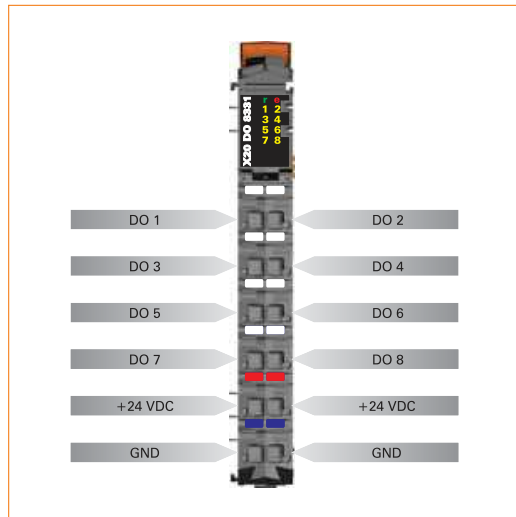 X20 DO 8331
r e
1 2
3 4
5 6
7 8
DO 1 DO 2
DO 3 DO 4
DO 5 DO 6
DO 7 DO 8
+24 VDC +24 VDC
GND GND